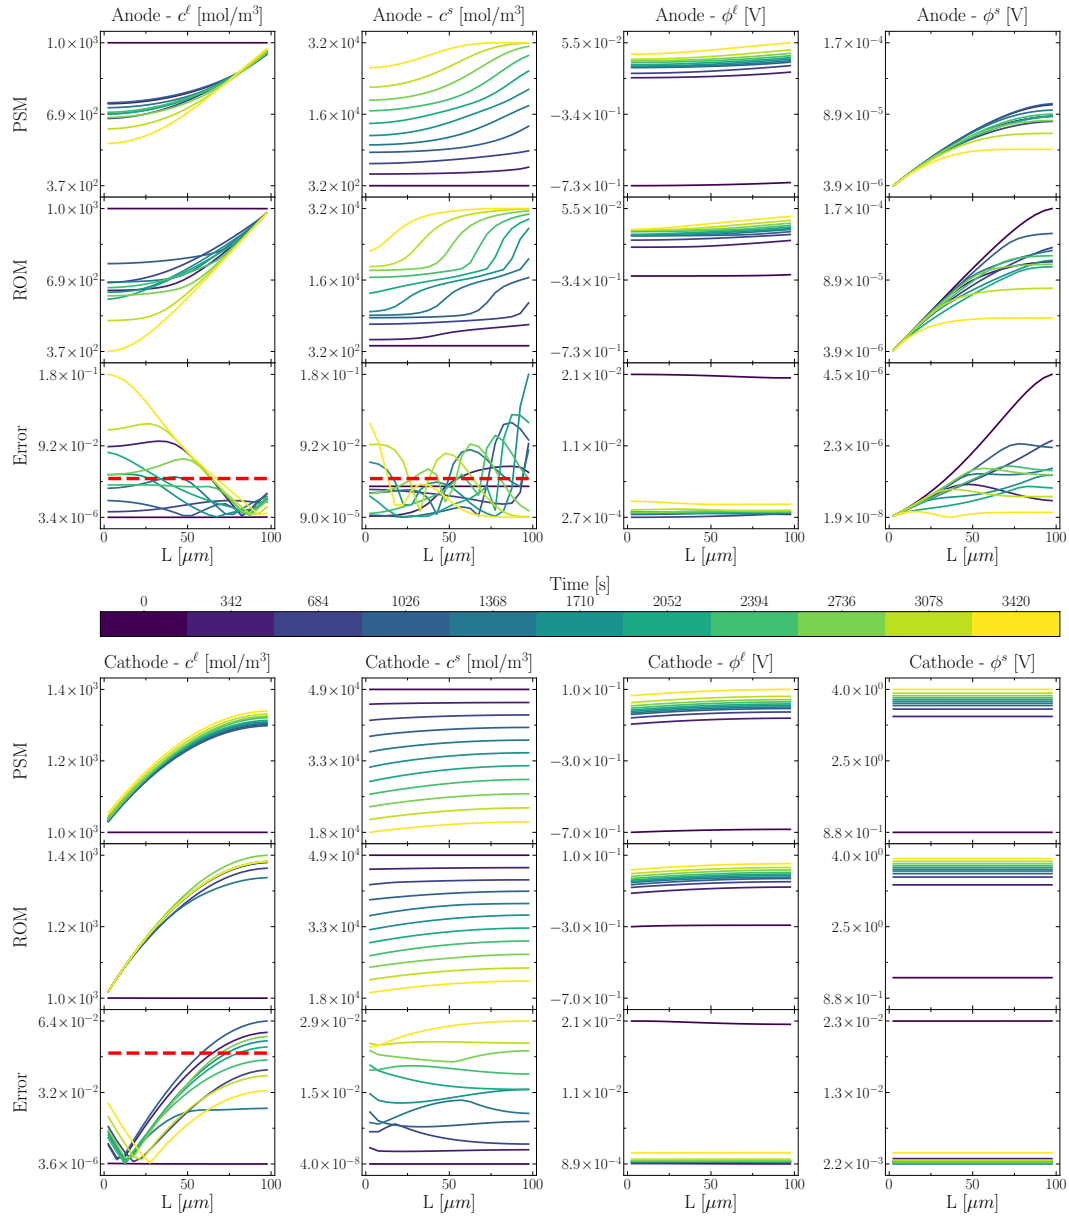 Anode - c^ℓ [mol/m³] Anode - c^s [mol/m³] Anode - ϕ^ℓ [V] Anode - ϕ^s [V]
PSM
1.0 × 10³
6.9 × 10²
3.7 × 10²
3.2 × 10⁴
1.6 × 10⁴
3.2 × 10²
5.5 × 10⁻²
−3.4 × 10⁻¹
−7.3 × 10⁻¹
1.7 × 10⁻⁴
8.9 × 10⁻⁵
3.9 × 10⁻⁶
ROM
1.0 × 10³
6.9 × 10²
3.7 × 10²
3.2 × 10⁴
1.6 × 10⁴
3.2 × 10²
5.5 × 10⁻²
−3.4 × 10⁻¹
−7.3 × 10⁻¹
1.7 × 10⁻⁴
8.9 × 10⁻⁵
3.9 × 10⁻⁶
Error
1.8 × 10⁻¹
9.2 × 10⁻²
3.4 × 10⁻⁶
1.8 × 10⁻¹
9.2 × 10⁻²
9.0 × 10⁻⁵
2.1 × 10⁻²
1.1 × 10⁻²
2.7 × 10⁻⁴
4.5 × 10⁻⁶
2.3 × 10⁻⁶
1.9 × 10⁻⁸
0 50 100 0 50 100 0 50 100 0 50 100
L [μm] L [μm] L [μm] L [μm]
Time [s]
0 342 684 1026 1368 1710 2052 2394 2736 3078 3420
Cathode - c^ℓ [mol/m³] Cathode - c^s [mol/m³] Cathode - ϕ^ℓ [V] Cathode - ϕ^s [V]
PSM
1.4 × 10³
1.2 × 10³
1.0 × 10³
4.9 × 10⁴
3.3 × 10⁴
1.8 × 10⁴
1.0 × 10⁻¹
−3.0 × 10⁻¹
−7.0 × 10⁻¹
4.0 × 10⁰
2.5 × 10⁰
8.8 × 10⁻¹
ROM
1.4 × 10³
1.2 × 10³
1.0 × 10³
4.9 × 10⁴
3.3 × 10⁴
1.8 × 10⁴
1.0 × 10⁻¹
−3.0 × 10⁻¹
−7.0 × 10⁻¹
4.0 × 10⁰
2.5 × 10⁰
8.8 × 10⁻¹
Error
6.4 × 10⁻²
3.2 × 10⁻²
3.6 × 10⁻⁶
2.9 × 10⁻²
1.5 × 10⁻²
4.0 × 10⁻⁸
2.1 × 10⁻²
1.1 × 10⁻²
8.9 × 10⁻⁴
2.3 × 10⁻²
1.3 × 10⁻²
2.2 × 10⁻³
0 50 100 0 50 100 0 50 100 0 50 100
L [μm] L [μm] L [μm] L [μm]